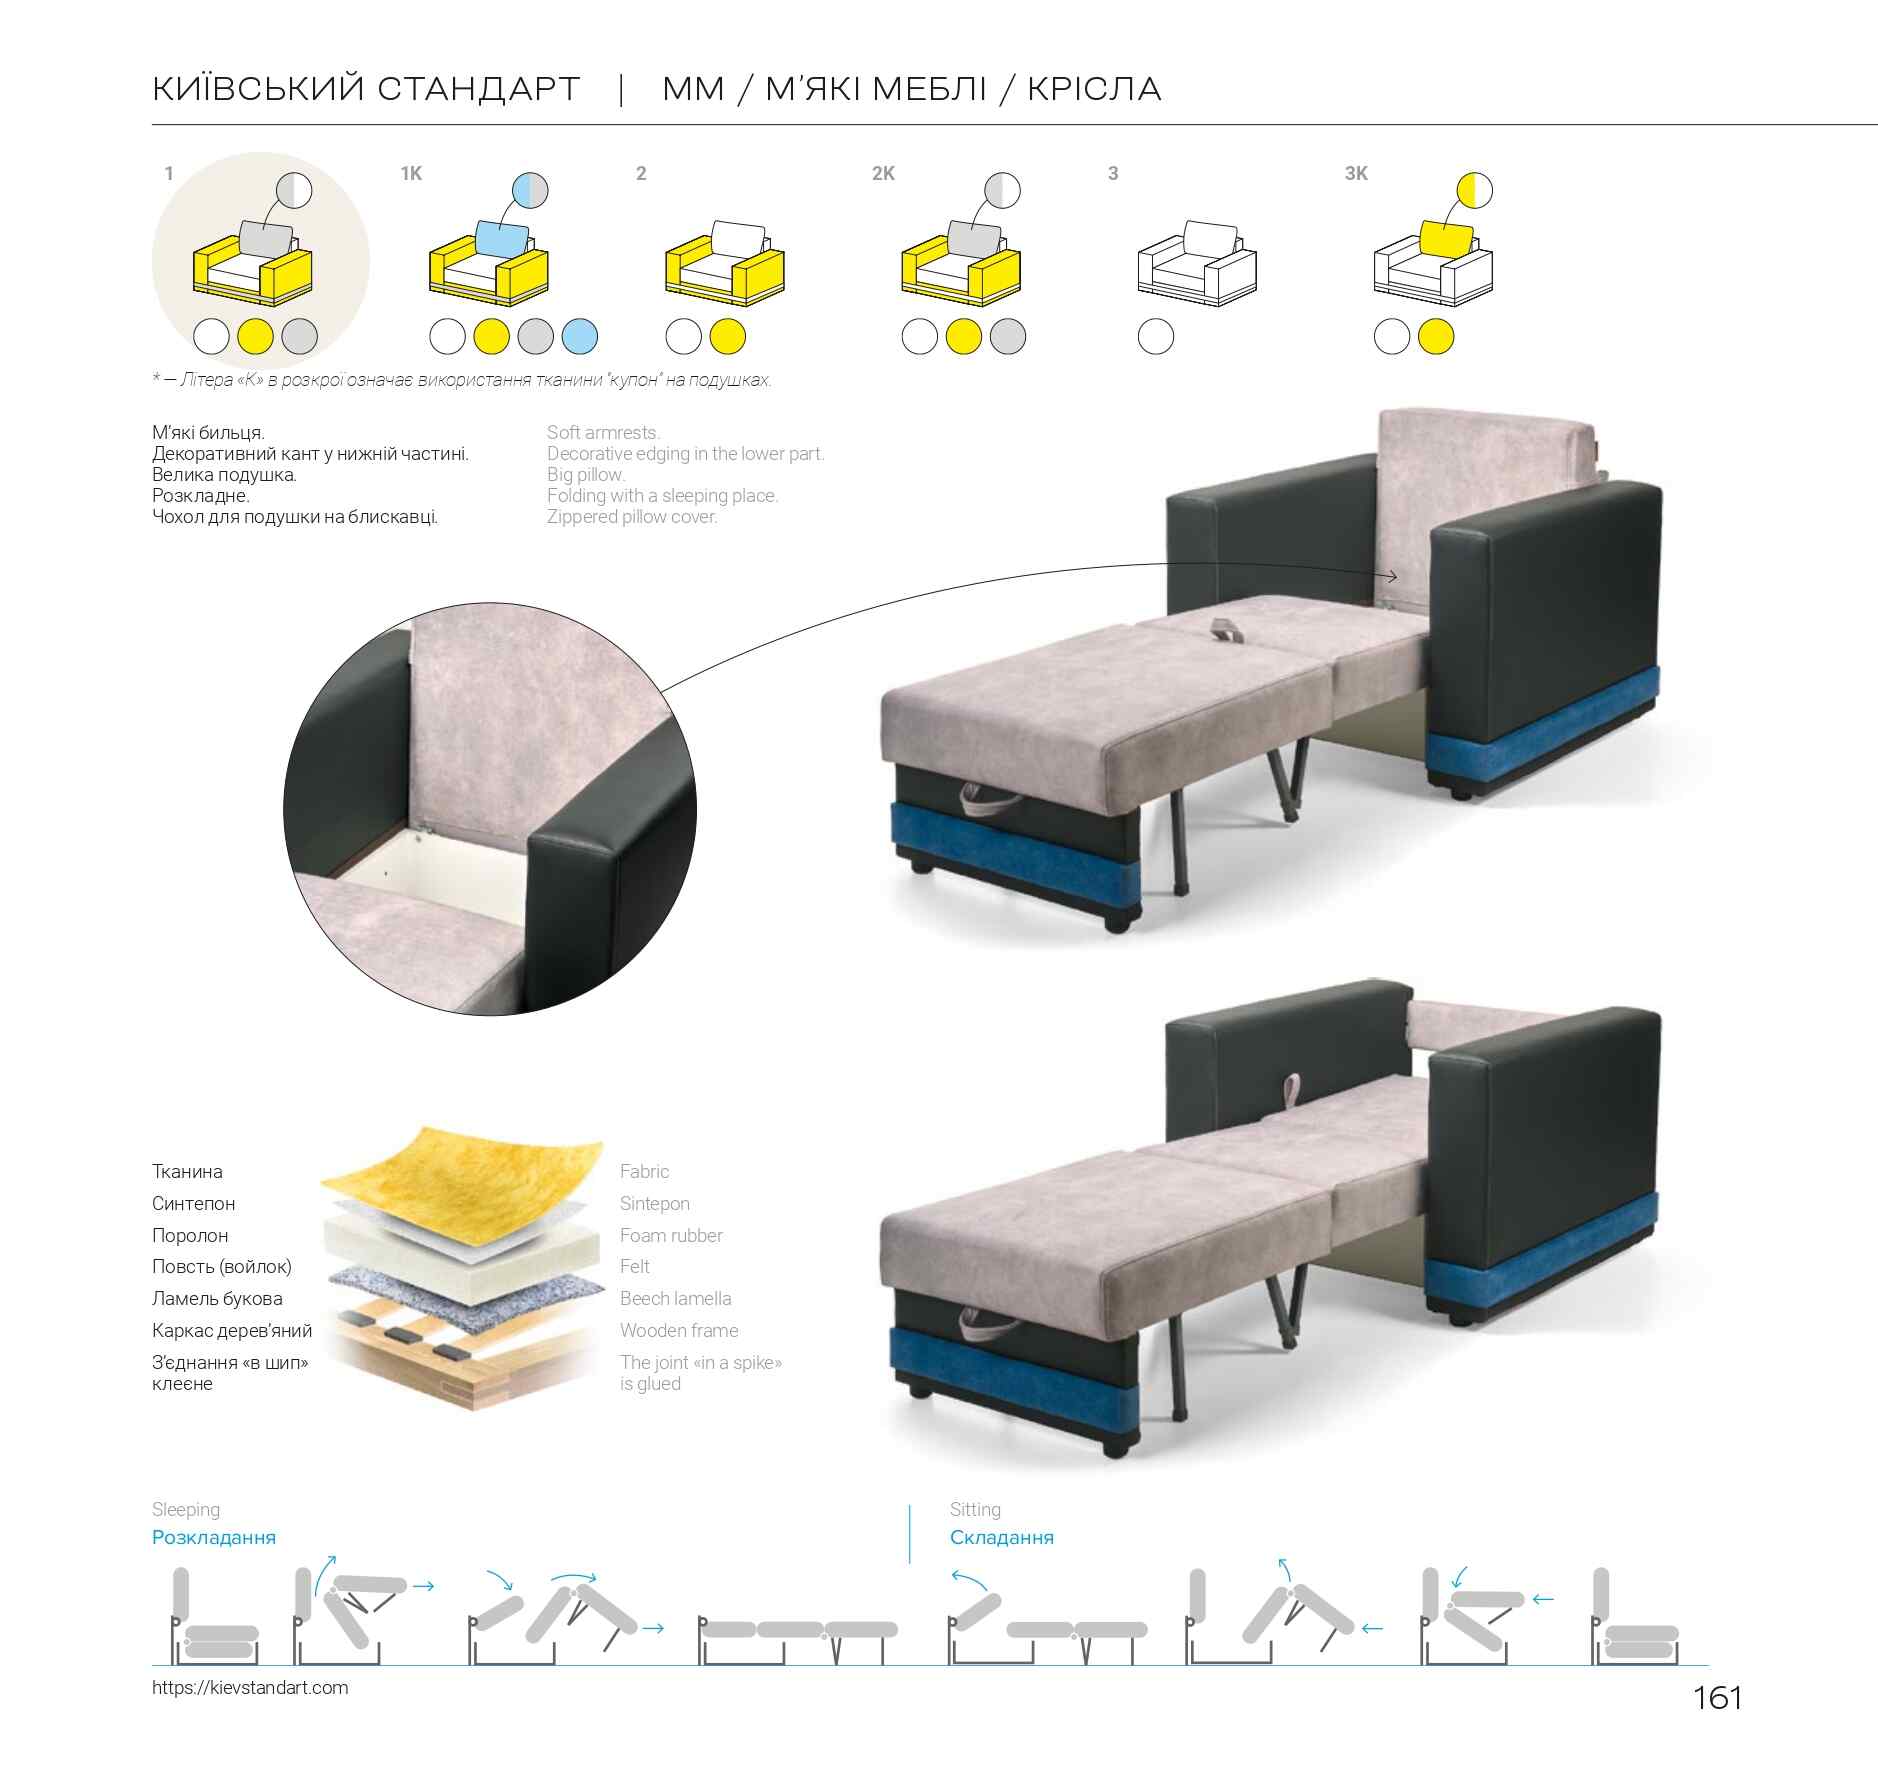 КИЇВСЬКИЙ СТАНДАРТ | ММ / М’ЯКІ МЕБЛІ / КРІСЛА
1 1K 2 2K 3 3K
* — Літера «К» в розкрої означає використання тканини “купон” на подушках.
М’які бильця.
Декоративний кант у нижній частині.
Велика подушка.
Розкладне.
Чохол для подушки на блискавці.
Soft armrests.
Decorative edging in the lower part.
Big pillow.
Folding with a sleeping place.
Zippered pillow cover.
Тканина
Синтепон
Поролон
Повсть (войлок)
Ламель букова
Каркас дерев’яний
З’єднання «в шип»
клеєне
Fabric
Sintepon
Foam rubber
Felt
Beech lamella
Wooden frame
The joint «in a spike»
is glued
Sleeping
Розкладання
Sitting
Складання
https://kievstandart.com
161